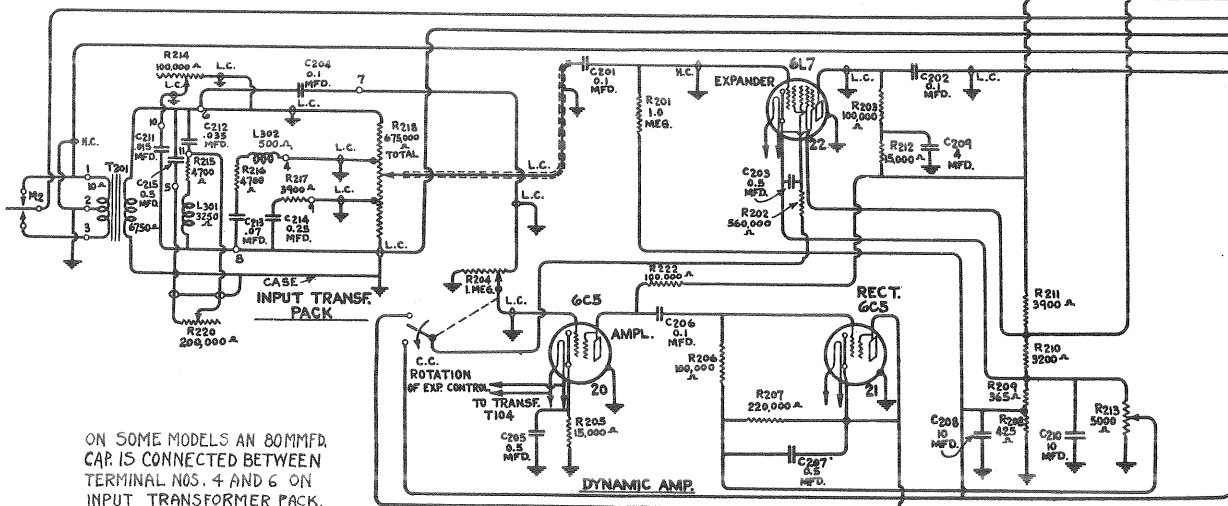 R214
100,000 Ω
L.C.
L.C.
C204
0.1
MFD.
7
L.C.
6
10
C211
.015
MFD.
C212
.035
MFD.
11
R215
4700
Ω
C215
0.5
MFD.
5
L301
3250
Ω
H.C.
M2
1
10 Ω
2
3
T201
6750 Ω
L302
500 Ω
4
R216
4700
Ω
R217
3900 Ω
9
C213
.07
MFD.
C214
0.25
MFD.
L.C.
L.C.
L.C.
8
R218
675,000
Ω
TOTAL
CASE
INPUT TRANSF.
PACK
R220
200,000 Ω
L.C.
L.C.
C201
0.1
MFD.
R201
1.0
MEG.
H.C.
6L7
EXPANDER
22
C203
0.5
MFD.
R202
560,000
Ω
L.C.
C202
0.1
MFD.
L.C.
R203
100,000
Ω
R212
15,000 Ω
C209
4
MFD.
R204
1. MEG.
L.C.
C.C.
ROTATION
OF EXP. CONTROL
TO TRANSF.
T104
6C5
AMPL.
20
C205
0.5
MFD.
R205
15,000
Ω
C206
0.1
MFD.
R222
100,000
Ω
R206
100,000
Ω
R207
220,000 Ω
C207
0.5
MFD.
RECT.
6C5
21
DYNAMIC AMP.
R211
3900
Ω
R210
3200
Ω
R209
365 Ω
R208
425
Ω
C208
10
MFD.
C210
10
MFD.
R213
5000
Ω
ON SOME MODELS AN 80MMFD.
CAP. IS CONNECTED BETWEEN
TERMINAL NOS. 4 AND 6 ON
INPUT TRANSFORMER PACK.